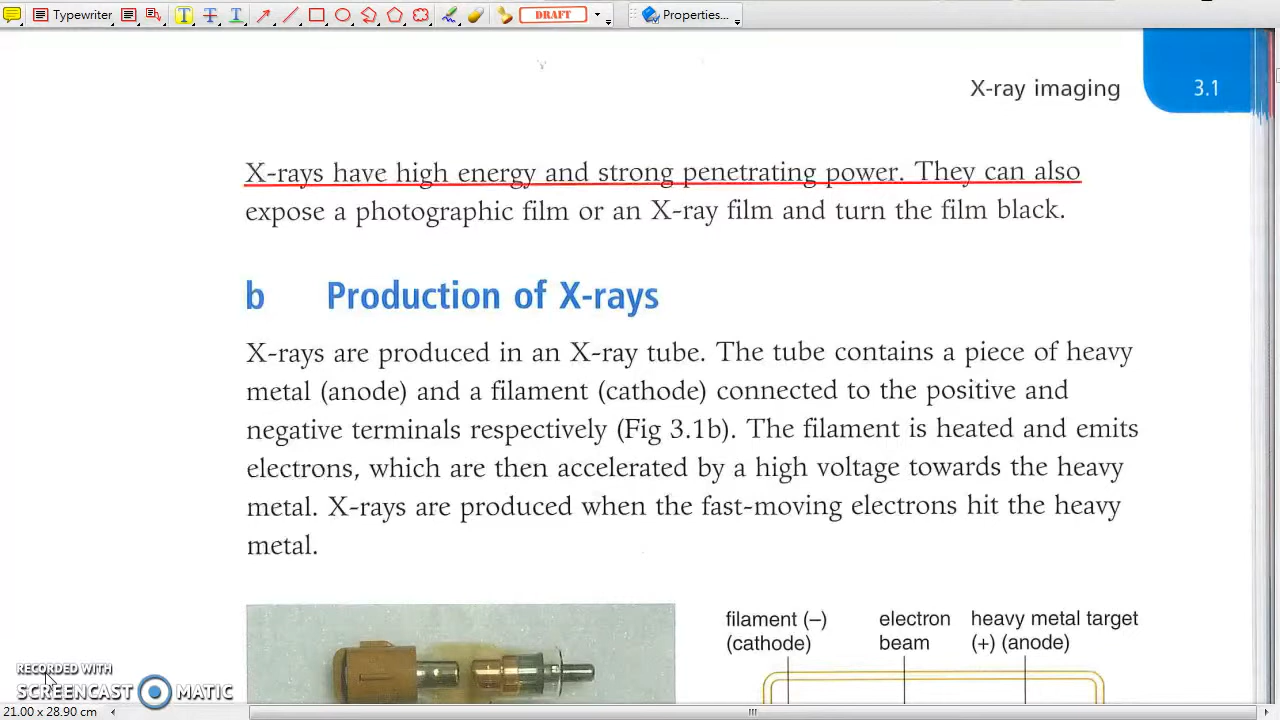 Typewriter
DRAFT
Properties...
X-ray imaging
3.1
X-rays have high energy and strong penetrating power. They can also
expose a photographic film or an X-ray film and turn the film black.
b Production of X-rays
X-rays are produced in an X-ray tube. The tube contains a piece of heavy
metal (anode) and a filament (cathode) connected to the positive and
negative terminals respectively (Fig 3.1b). The filament is heated and emits
electrons, which are then accelerated by a high voltage towards the heavy
metal. X-rays are produced when the fast-moving electrons hit the heavy
metal.
filament (–)
(cathode)
electron
beam
heavy metal target
(+) (anode)
RECORDED WITH
SCREENCAST MATIC
21.00 x 28.90 cm